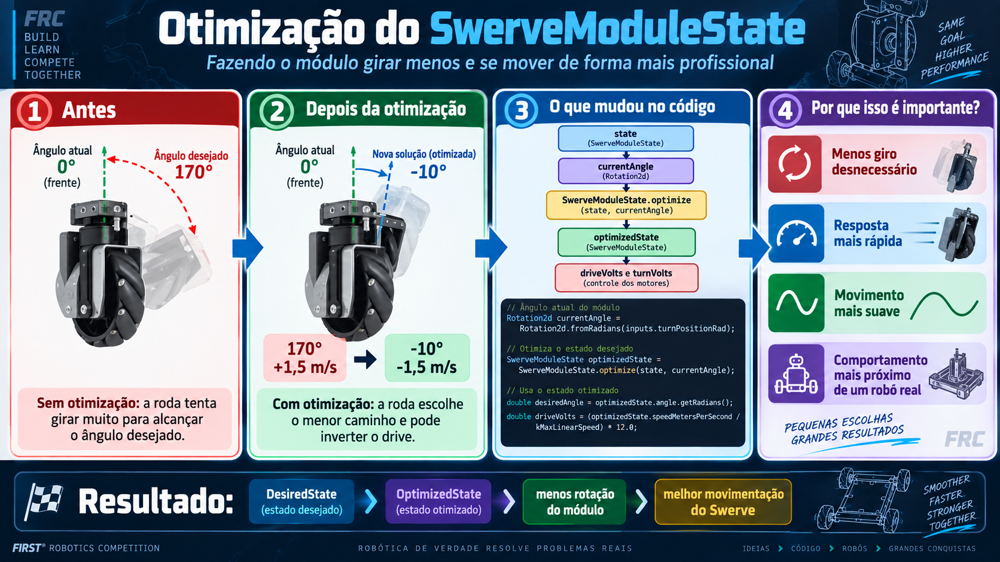 FRC
BUILD
LEARN
COMPETE
TOGETHER
Otimização do SwerveModuleState
Fazendo o módulo girar menos e se mover de forma mais profissional
SAME
GOAL
HIGHER
PERFORMANCE
1 Antes
Ângulo atual
0°
(frente)
Ângulo desejado
170°
Sem otimização: a roda tenta
girar muito para alcançar
o ângulo desejado.
2 Depois da otimização
Ângulo atual
0°
(frente)
Nova solução (otimizada)
-10°
170°
+1,5 m/s
-10°
-1,5 m/s
Com otimização: a roda escolhe
o menor caminho e pode
inverter o drive.
3 O que mudou no código
state
(SwerveModuleState)
currentAngle
(Rotation2d)
SwerveModuleState.optimize
(state, currentAngle)
optimizedState
(SwerveModuleState)
driveVolts e turnVolts
(controle dos motores)
// Ângulo atual do módulo
Rotation2d currentAngle =
Rotation2d.fromRadians(inputs.turnPositionRad);
// Otimiza o estado desejado
SwerveModuleState optimizedState =
SwerveModuleState.optimize(state, currentAngle);
// Usa o estado otimizado
double desiredAngle = optimizedState.angle.getRadians();
double driveVolts = (optimizedState.speedMetersPerSecond /
kMaxLinearSpeed) * 12.0;
4 Por que isso é importante?
Menos giro
desnecessário
Resposta
mais rápida
Movimento
mais suave
Comportamento
mais próximo
de um robô real
PEQUENAS ESCOLHAS
GRANDES RESULTADOS
FRC
Resultado:
DesiredState
(estado desejado)
OptimizedState
(estado otimizado)
menos rotação
do módulo
melhor movimentação
do Swerve
SMOOTHER
FASTER
STRONGER
TOGETHER
FIRST® ROBOTICS COMPETITION
ROBÓTICA DE VERDADE RESOLVE PROBLEMAS REAIS
IDEIAS > CÓDIGO > ROBÔS > GRANDES CONQUISTAS